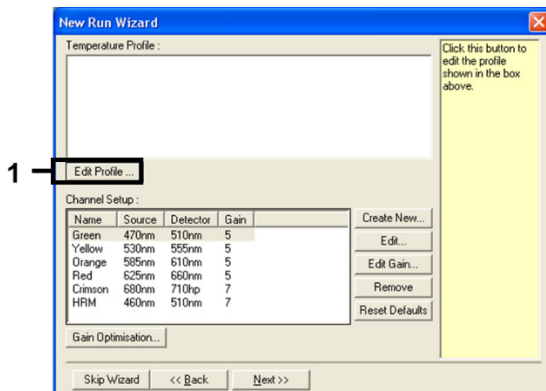 New Run Wizard
Temperature Profile :
Click this button to
edit the profile
shown in the box
above.
1
Edit Profile ...
Channel Setup :
Name Source Detector Gain
Green 470nm 510nm 5
Yellow 530nm 555nm 5
Orange 585nm 610nm 5
Red 625nm 660nm 5
Crimson 680nm 710hp 7
HRM 460nm 510nm 7
Create New...
Edit...
Edit Gain...
Remove
Reset Defaults
Gain Optimisation...
Skip Wizard
<< Back
Next >>